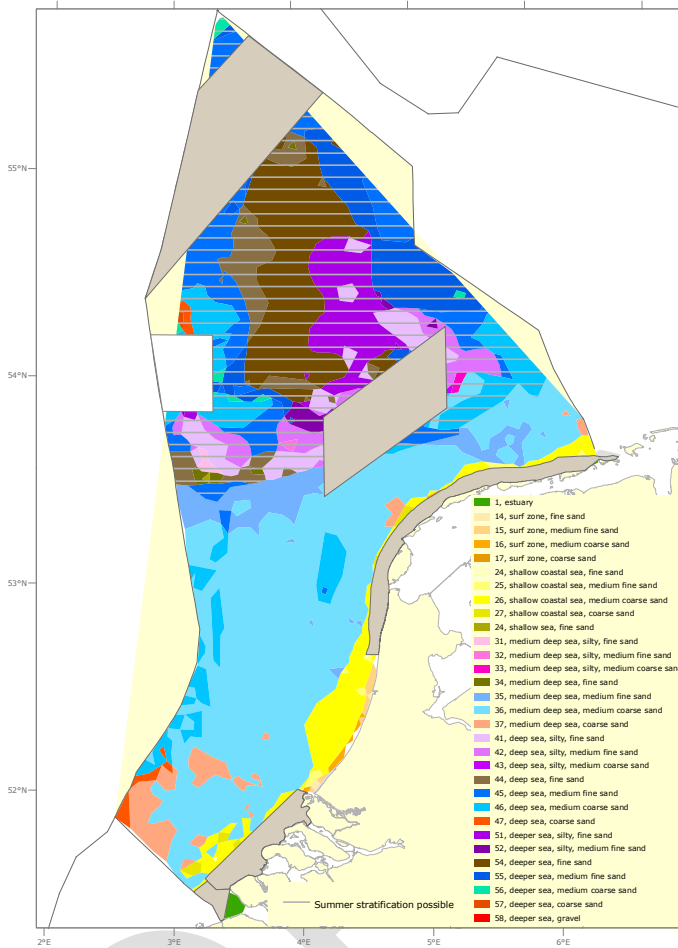 55°N
54°N
53°N
52°N
1, estuary
14, surf zone, fine sand
15, surf zone, medium fine sand
16, surf zone, medium coarse sand
17, surf zone, coarse sand
24, shallow coastal sea, fine sand
25, shallow coastal sea, medium fine sand
26, shallow coastal sea, medium coarse sand
27, shallow coastal sea, coarse sand
24, shallow sea, fine sand
31, medium deep sea, silty, fine sand
32, medium deep sea, silty, medium fine sand
33, medium deep sea, silty, medium coarse san
34, medium deep sea, fine sand
35, medium deep sea, medium fine sand
36, medium deep sea, medium coarse sand
37, medium deep sea, coarse sand
41, deep sea, silty, fine sand
42, deep sea, silty, medium fine sand
43, deep sea, silty, medium coarse sand
44, deep sea, fine sand
45, deep sea, medium fine sand
46, deep sea, medium coarse sand
47, deep sea, coarse sand
51, deeper sea, silty, fine sand
52, deeper sea, silty, medium fine sand
54, deeper sea, fine sand
55, deeper sea, medium fine sand
56, deeper sea, medium coarse sand
57, deeper sea, coarse sand
58, deeper sea, gravel
Summer stratification possible
2°E 3°E 4°E 5°E 6°E